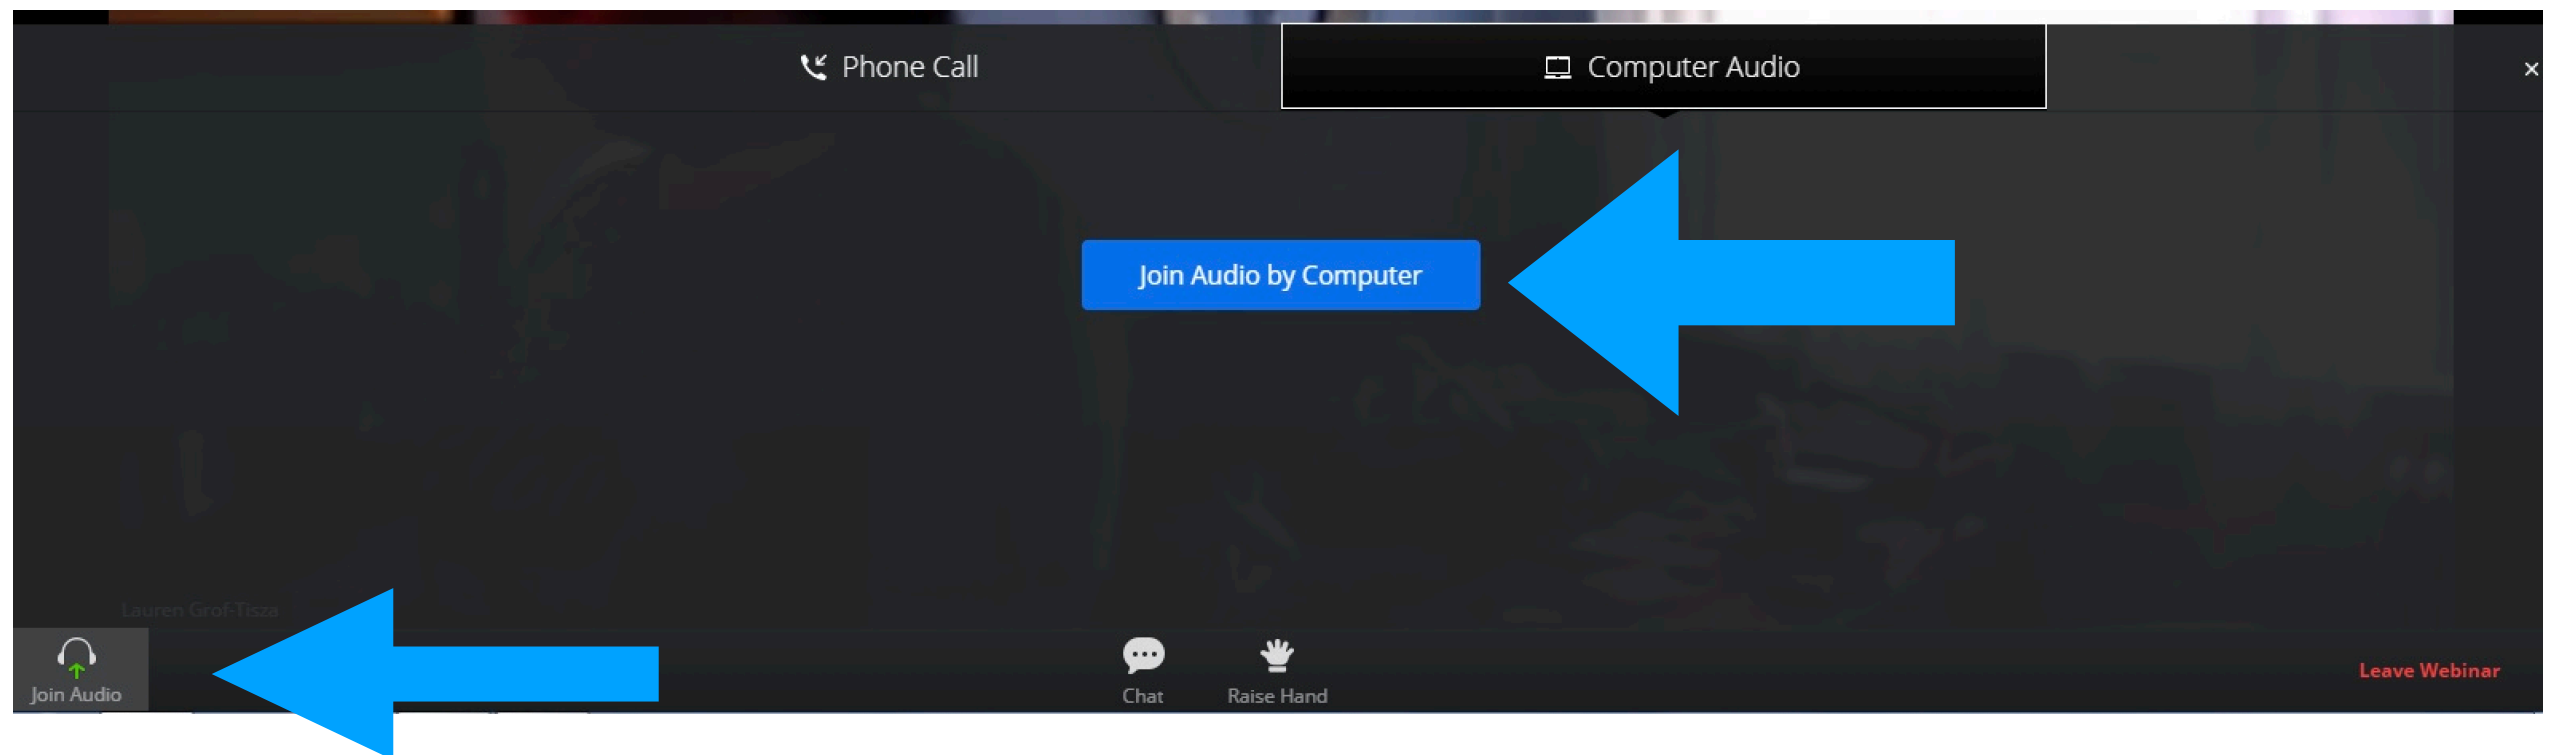 Phone Call
Computer Audio
Join Audio by Computer
Lauren Grof-Tisza
Join Audio
Chat
Raise Hand
Leave Webinar